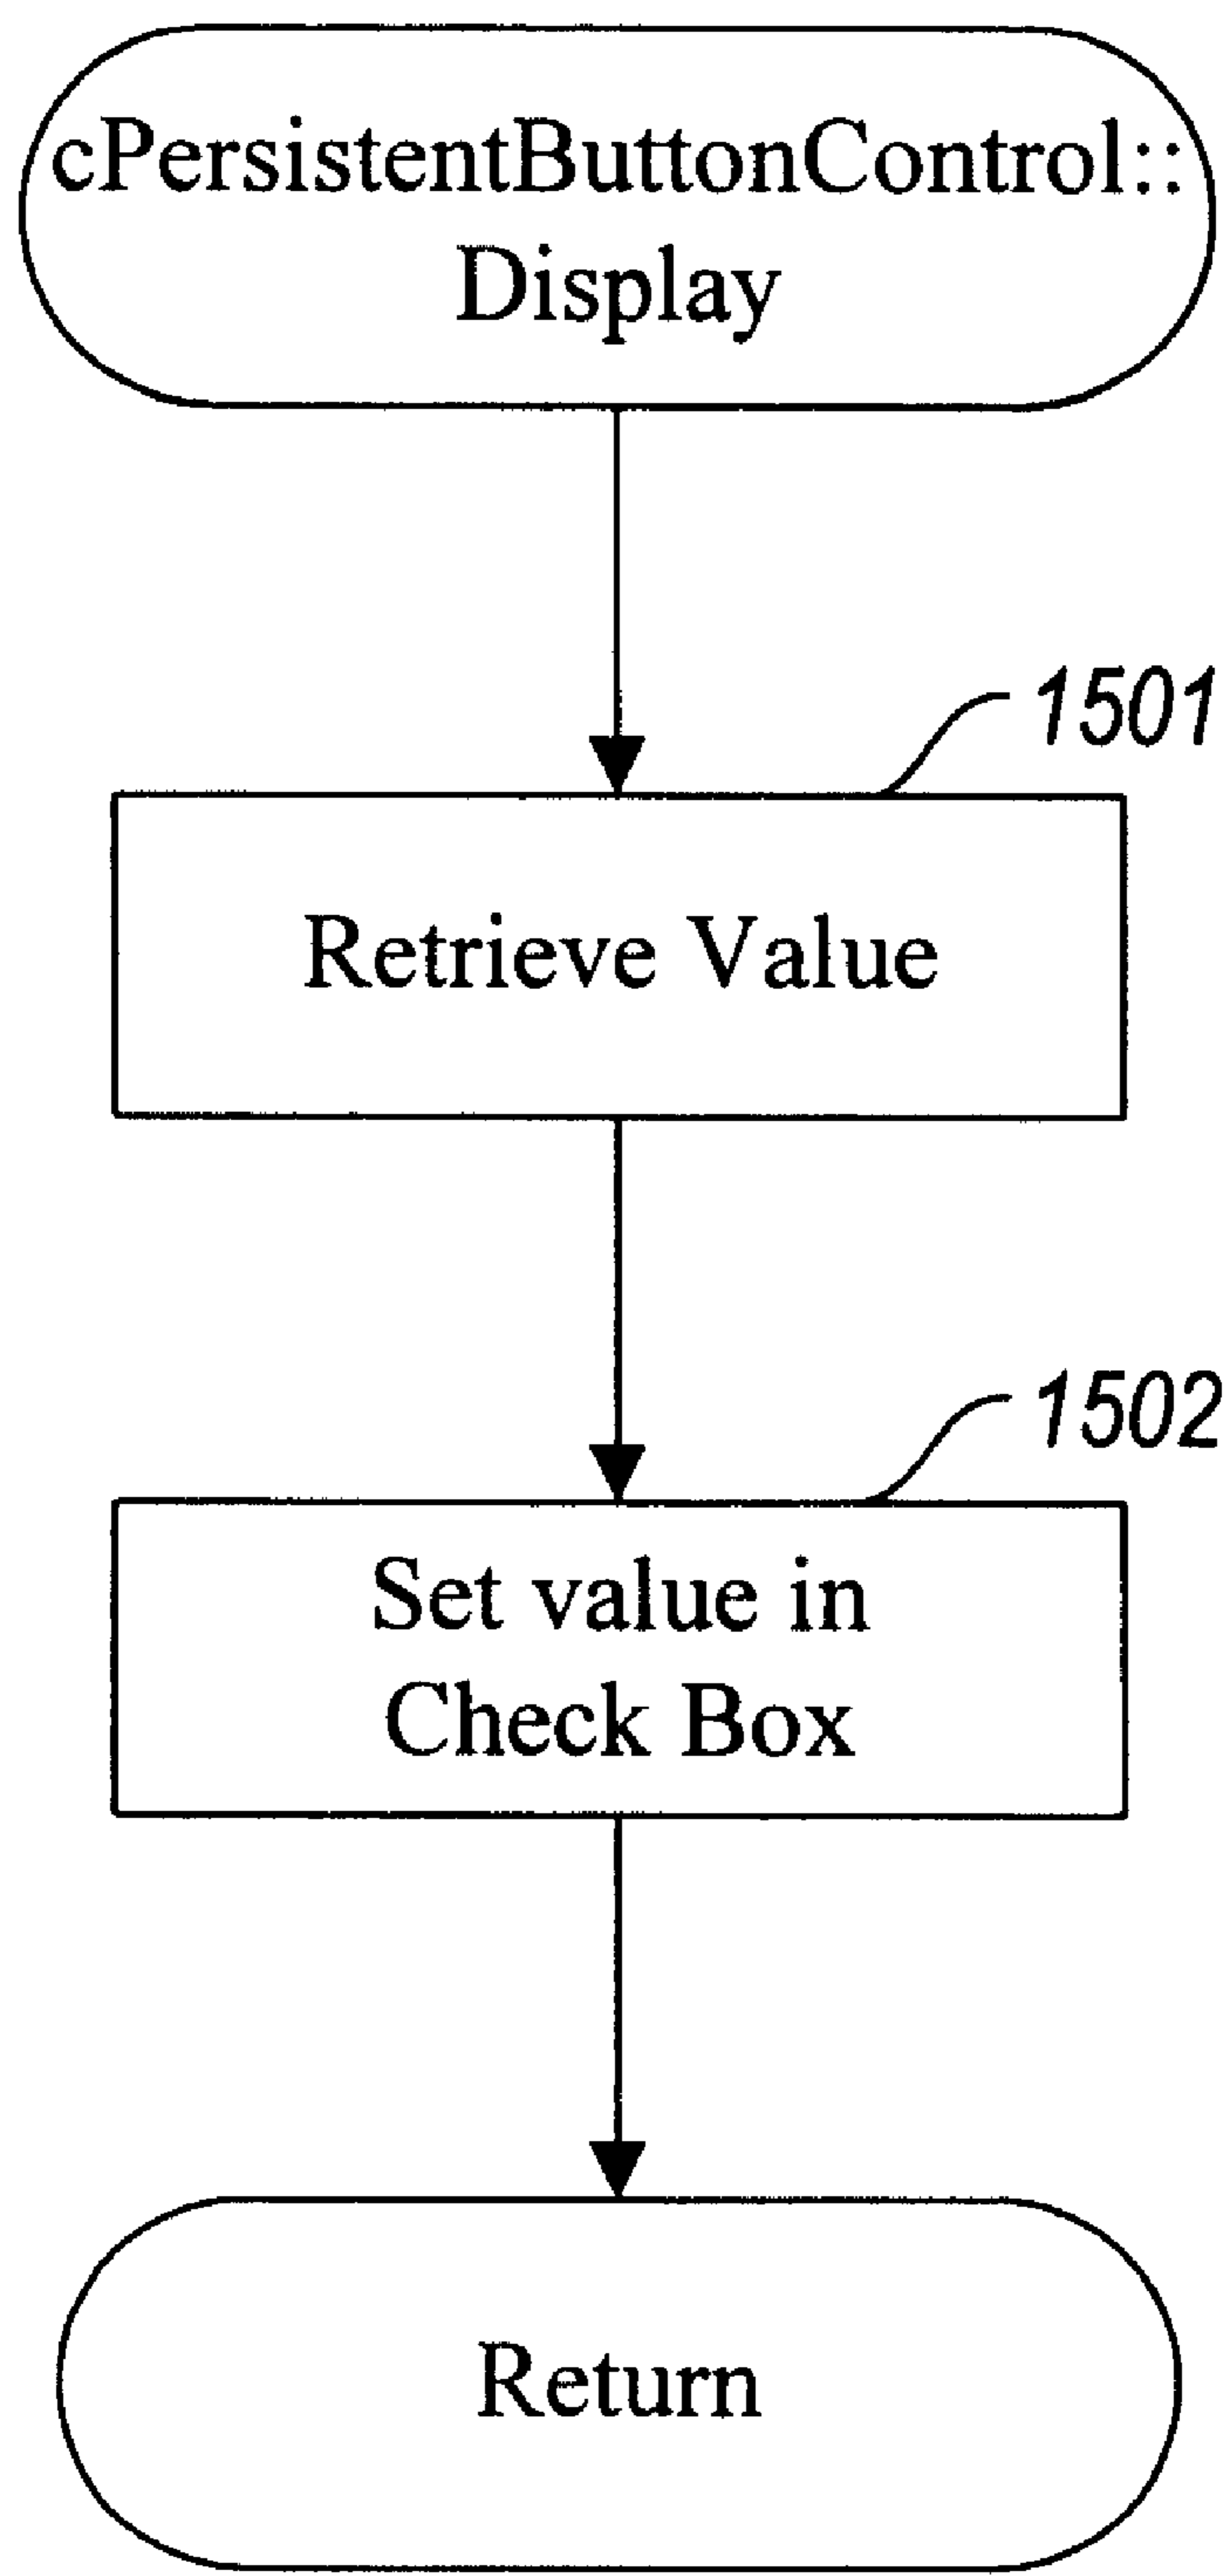 cPersistentButtonControl::
Display
1501
Retrieve Value
1502
Set value in
Check Box
Return